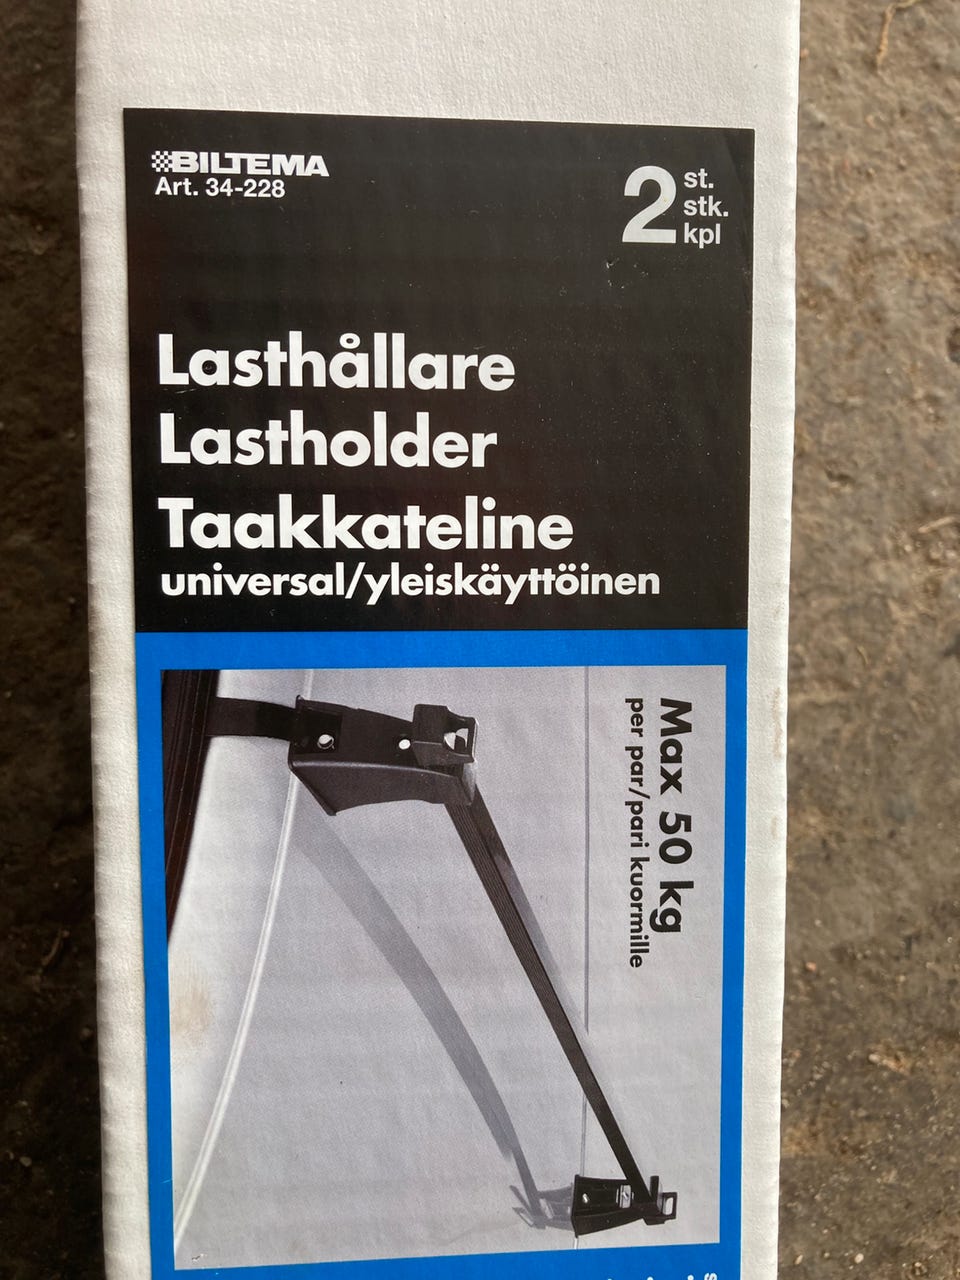 BILTEMA
Art. 34-228
2 st.
stk.
kpl
Lasthållare
Lastholder
Taakkateline
universal/yleiskäyttöinen
Max 50 kg
per par/pari kuormille